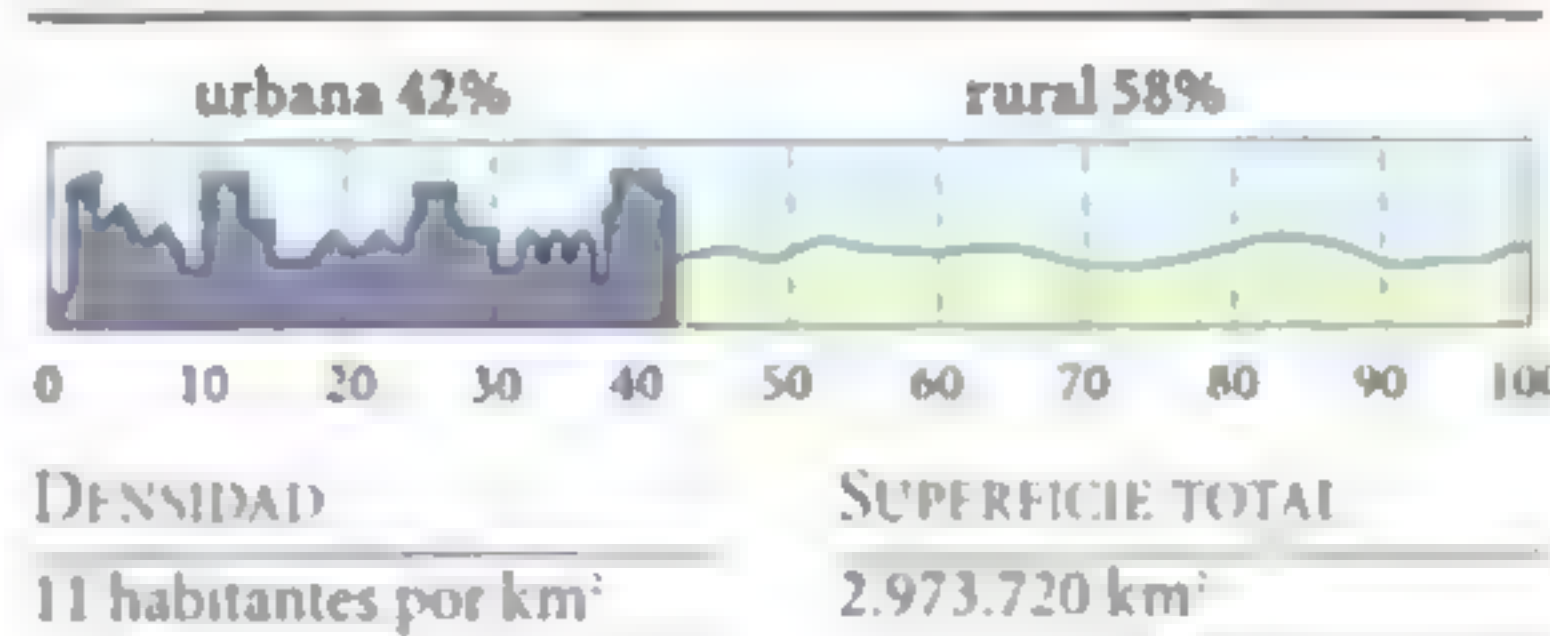 urbana 42% rural 58%
0 10 20 30 40 50 60 70 80 90 100
DENSIDAD SUPERFICIE TOTAL
11 habitantes por km² 2.973.720 km²